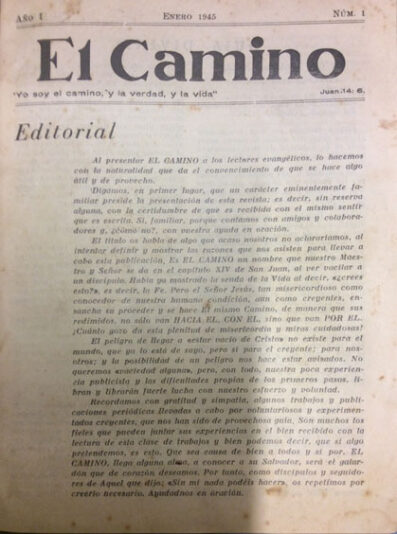 AÑO I
ENERO 1945
NÚM. 1
El Camino
"Yo soy el camino, y la verdad, y la vida"
Juan.14: 6.
Editorial
Al presentar EL CAMINO a los lectores evangélicos, lo hacemos
con la naturalidad que da el convencimiento de que se hace algo
útil y de provecho.
Digamos, en primer lugar, que un carácter eminentemente fa-
miliar preside la presentación de esta revista; es decir, sin reserva
alguna, con la certidumbre de que es recibida con el mismo sentir
que es escrita. Sí, familiar, porque contamos con amigos y colabora-
dores y, ¿cómo no?, con vuestra ayuda en oración.
El título os habla de algo que acaso nosotros no aclararíamos, al
intentar definir y mostrar las razones que nos asisten para llevar a
cabo esta publicación. Es EL CAMINO un nombre que nuestro Maes-
tro y Señor se da en el capítulo XIV de San Juan, al ver vacilar a
un discípulo. Había ya mostrado la senda de la Vida al decir, «¿crees
esto?», es decir, la Fe. Pero el Señor Jesús, tan misericordioso como
conocedor de nuestra humana condición, aun como creyentes, en-
sancha su proceder y se hace El mismo Camino, de manera que sus
redimidos, no sólo van HACIA EL, CON EL, sino que van POR EL.
¡Cuánto gozo da esta plenitud de misericordia y miras cuidadosas!
El peligro de llegar a «estar vacío de Cristo» no existe para el
mundo, que ya lo está de suyo, pero sí para el creyente; para nos-
otros; y la posibilidad de un peligro nos hace estar avisados. No
queremos «vaciedad alguna», pero, con todo, nuestra poca experien-
cia publicista y las dificultades propias de los primeros pasos, li-
bran y librarán fuerte lucha con nuestro esfuerzo y voluntad.
Recordamos con gratitud y simpatía, algunos trabajos y publi-
caciones periódicas llevadas a cabo por voluntariosos y experimen-
tados creyentes, que nos han sido de provechosa guía. Son muchos los
fieles que pueden juntar sus experiencias en el bien recibido con la
lectura de esta clase de trabajos y bien podemos decir, que si algo
pretendemos, es esto. Que sea causa de bien a todos y si por, EL
CAMINO, llega alguna alma, a conocer a su Salvador, será el galar-
dón que de corazón deseamos. Por tanto, como discípulos y seguido-
res de Aquel que dijo; «Sin mí nada podéis hacer», os repetimos por
creerlo necesario. Ayudadnos en oración.